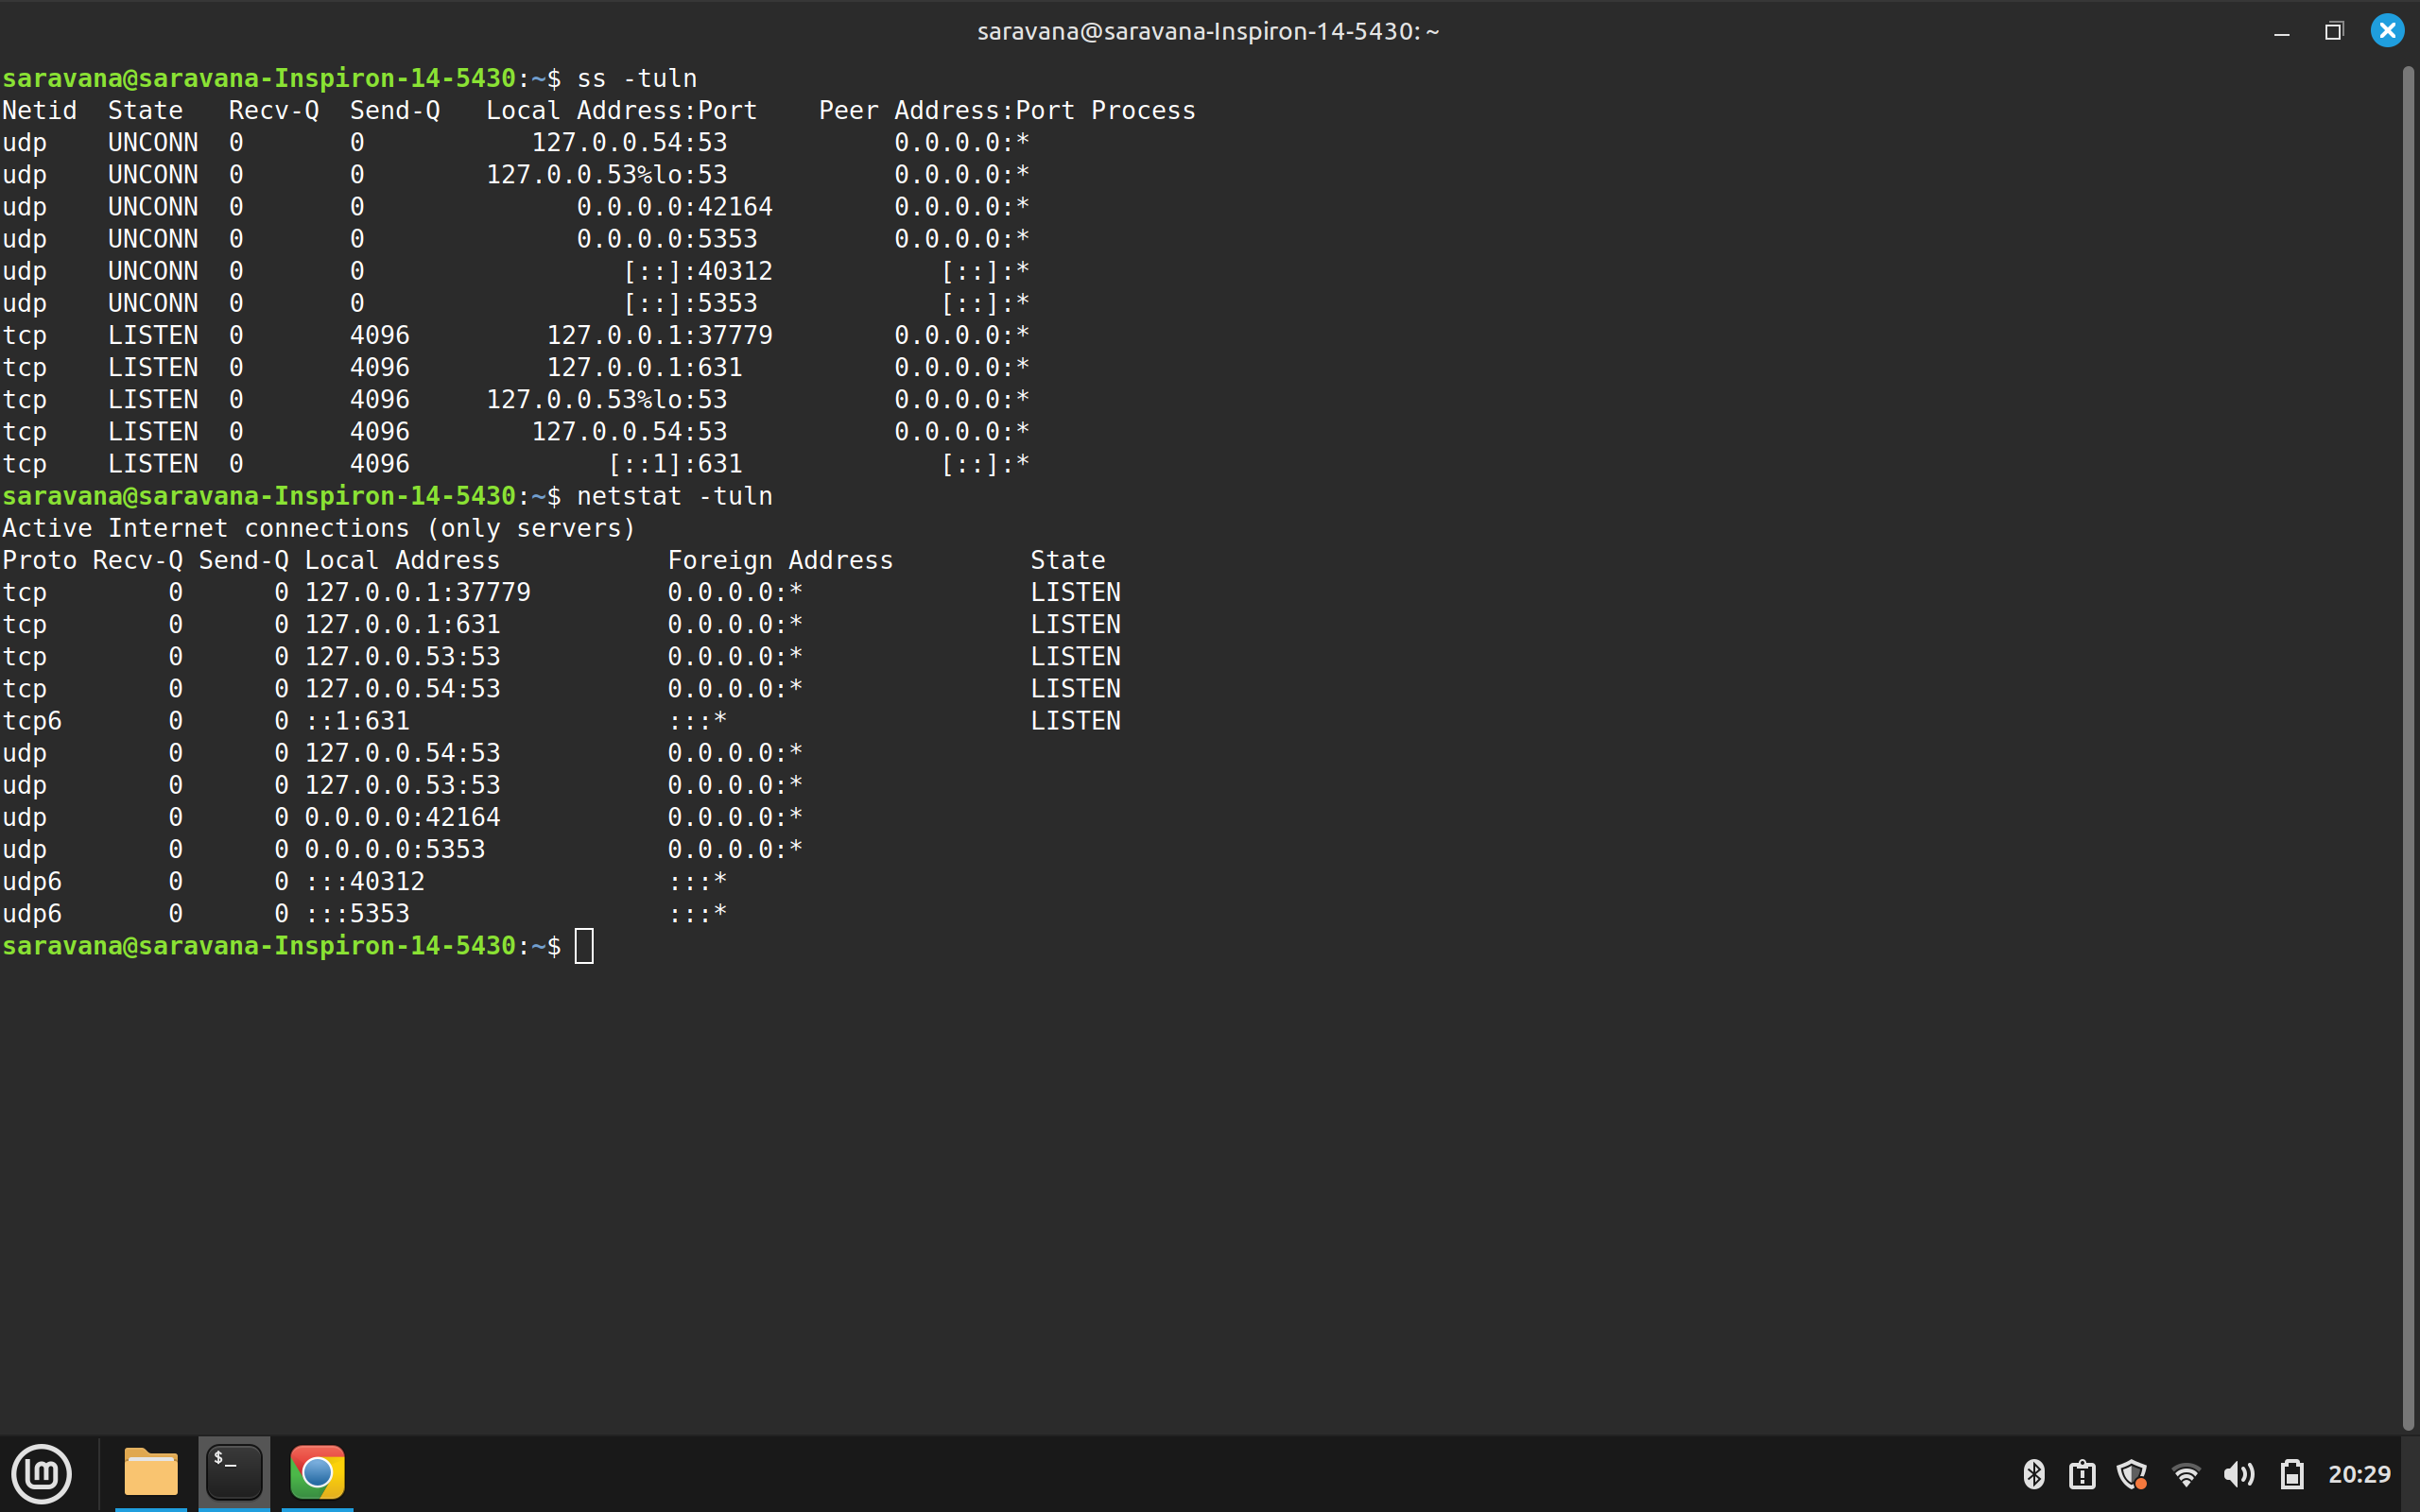 saravana@saravana-Inspiron-14-5430: ~
saravana@saravana-Inspiron-14-5430:~$ ss -tuln
Netid  State   Recv-Q  Send-Q   Local Address:Port    Peer Address:Port Process
udp    UNCONN  0       0           127.0.0.54:53           0.0.0.0:*
udp    UNCONN  0       0        127.0.0.53%lo:53           0.0.0.0:*
udp    UNCONN  0       0              0.0.0.0:42164        0.0.0.0:*
udp    UNCONN  0       0              0.0.0.0:5353         0.0.0.0:*
udp    UNCONN  0       0                 [::]:40312           [::]:*
udp    UNCONN  0       0                 [::]:5353            [::]:*
tcp    LISTEN  0       4096         127.0.0.1:37779        0.0.0.0:*
tcp    LISTEN  0       4096         127.0.0.1:631          0.0.0.0:*
tcp    LISTEN  0       4096     127.0.0.53%lo:53           0.0.0.0:*
tcp    LISTEN  0       4096        127.0.0.54:53           0.0.0.0:*
tcp    LISTEN  0       4096             [::1]:631             [::]:*
saravana@saravana-Inspiron-14-5430:~$ netstat -tuln
Active Internet connections (only servers)
Proto Recv-Q Send-Q Local Address           Foreign Address         State
tcp        0      0 127.0.0.1:37779         0.0.0.0:*               LISTEN
tcp        0      0 127.0.0.1:631           0.0.0.0:*               LISTEN
tcp        0      0 127.0.0.53:53           0.0.0.0:*               LISTEN
tcp        0      0 127.0.0.54:53           0.0.0.0:*               LISTEN
tcp6       0      0 ::1:631                 :::*                    LISTEN
udp        0      0 127.0.0.54:53           0.0.0.0:*
udp        0      0 127.0.0.53:53           0.0.0.0:*
udp        0      0 0.0.0.0:42164           0.0.0.0:*
udp        0      0 0.0.0.0:5353            0.0.0.0:*
udp6       0      0 :::40312                :::*
udp6       0      0 :::5353                 :::*
saravana@saravana-Inspiron-14-5430:~$
$_
20:29